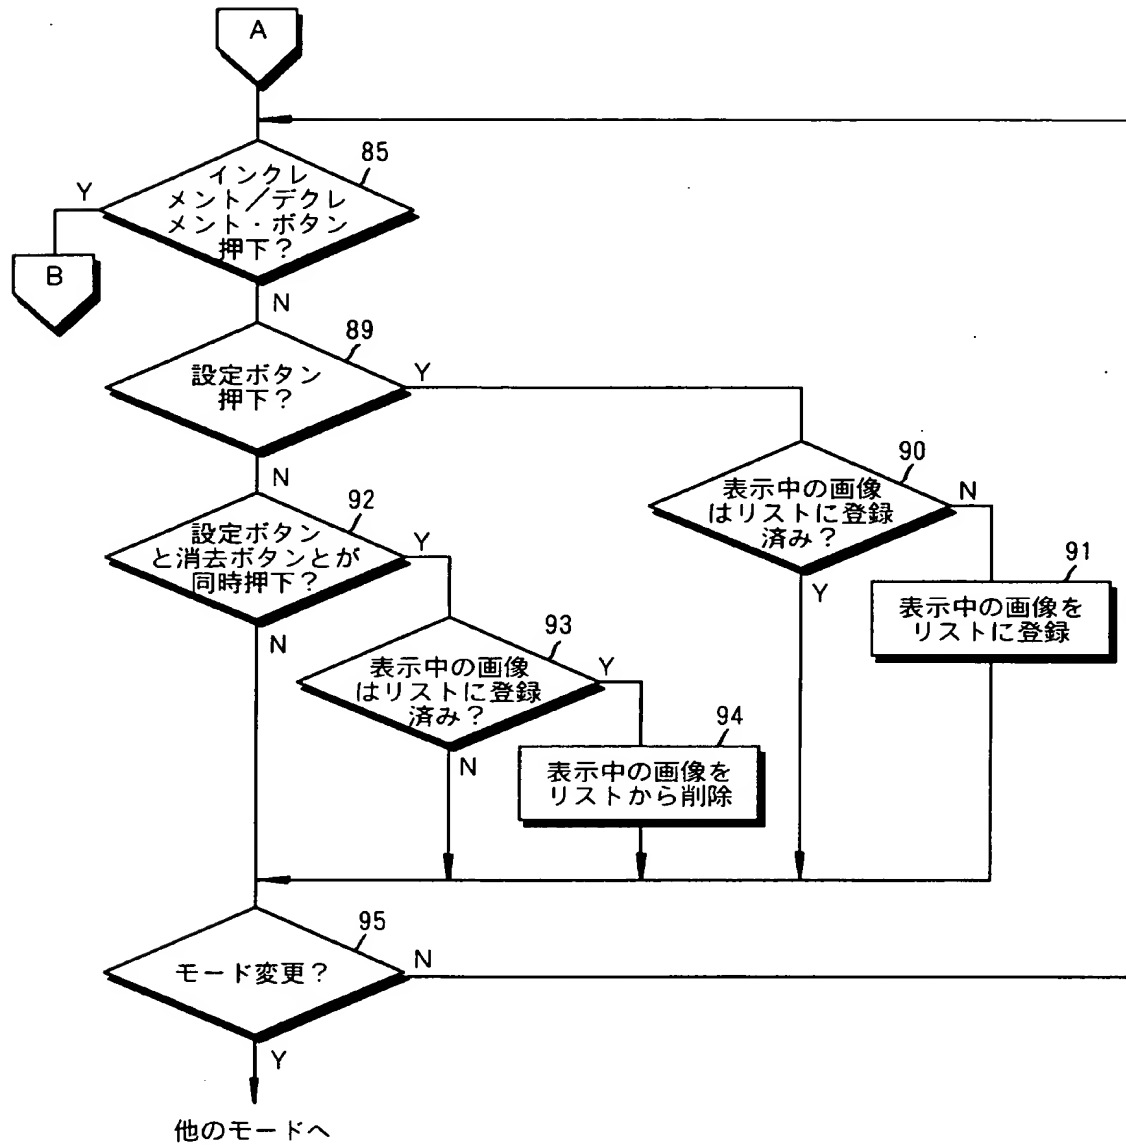 A
85
インクレ
メント／デクレ
メント・ボタン
押下？
Y
B
N
89
設定ボタン
押下？
Y
N
90
表示中の画像
はリストに登録
済み？
N
Y
91
表示中の画像を
リストに登録
92
設定ボタン
と消去ボタンとが
同時押下？
Y
N
93
表示中の画像
はリストに登録
済み？
Y
N
94
表示中の画像を
リストから削除
95
モード変更？
N
Y
他のモードへ